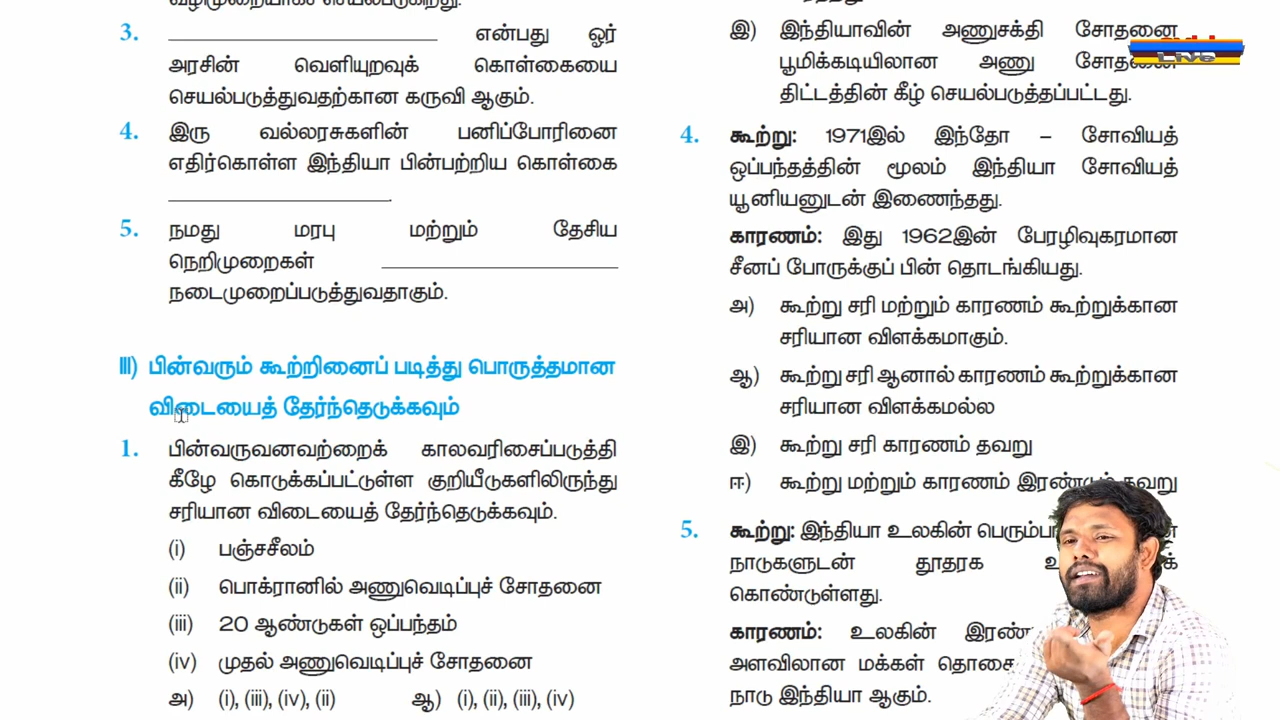 3. ____________ என்பது ஓர்
அரசின் வெளியுறவுக் கொள்கையை
செயல்படுத்துவதற்கான கருவி ஆகும்.
4. இரு வல்லரசுகளின் பனிப்போரினை
எதிர்கொள்ள இந்தியா பின்பற்றிய கொள்கை
____________.
5. நமது மரபு மற்றும் தேசிய
நெறிமுறைகள் ____________
நடைமுறைப்படுத்துவதாகும்.
III) பின்வரும் கூற்றினைப் படித்து பொருத்தமான
விடையைத் தேர்ந்தெடுக்கவும்
1. பின்வருவனவற்றைக் காலவரிசைப்படுத்தி
கீழே கொடுக்கப்பட்டுள்ள குறியீடுகளிலிருந்து
சரியான விடையைத் தேர்ந்தெடுக்கவும்.
(i) பஞ்சசீலம்
(ii) பொக்ரானில் அணுவெடிப்புச் சோதனை
(iii) 20 ஆண்டுகள் ஒப்பந்தம்
(iv) முதல் அணுவெடிப்புச் சோதனை
அ) (i), (iii), (iv), (ii) ஆ) (i), (ii), (iii), (iv)
இ) இந்தியாவின் அணுசக்தி சோதனை
பூமிக்கடியிலான அணு சோதனை
திட்டத்தின் கீழ் செயல்படுத்தப்பட்டது.
4. கூற்று: 1971இல் இந்தோ – சோவியத்
ஒப்பந்தத்தின் மூலம் இந்தியா சோவியத்
யூனியனுடன் இணைந்தது.
காரணம்: இது 1962இன் பேரழிவுகரமான
சீனப் போருக்குப் பின் தொடங்கியது.
அ) கூற்று சரி மற்றும் காரணம் கூற்றுக்கான
சரியான விளக்கமாகும்.
ஆ) கூற்று சரி ஆனால் காரணம் கூற்றுக்கான
சரியான விளக்கமல்ல
இ) கூற்று சரி காரணம் தவறு
ஈ) கூற்று மற்றும் காரணம் இரண்டும் தவறு
5. கூற்று: இந்தியா உலகின்
நாடுகளுடன் தூதரக
கொண்டுள்ளது.
காரணம்: உலகின்
அளவிலான மக்கள்
நாடு இந்தியா ஆகும்.
Live